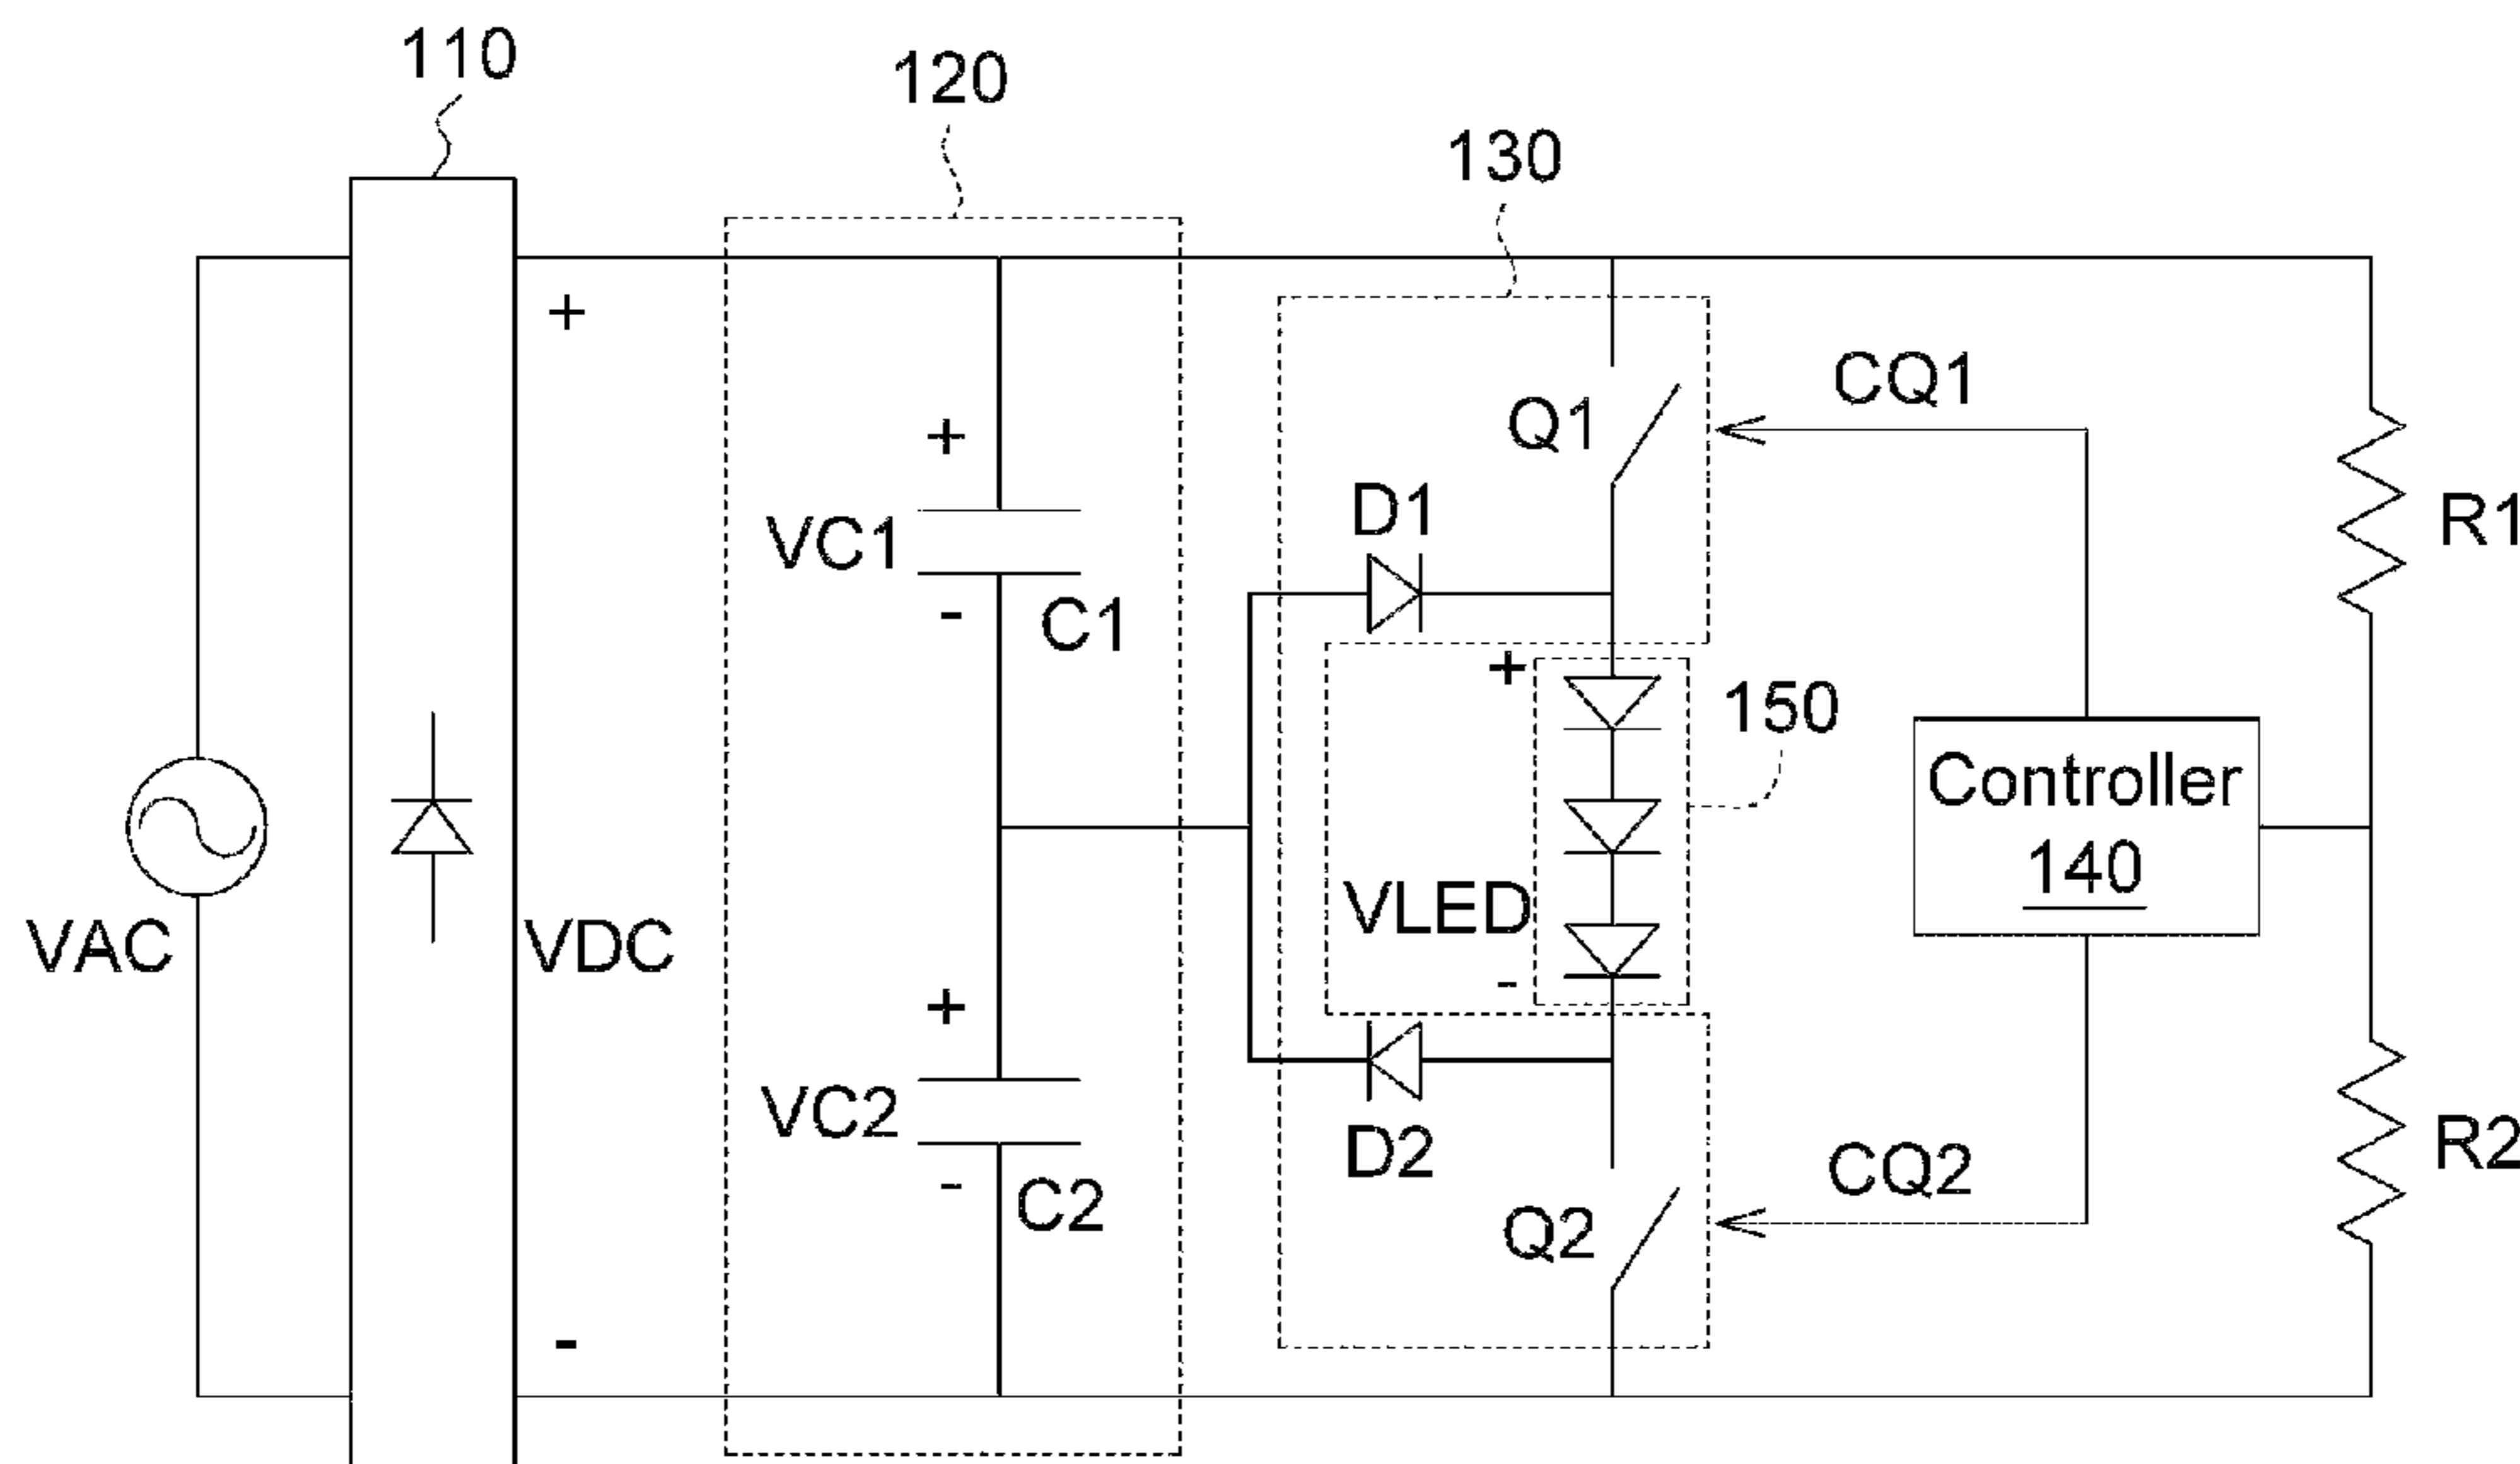 110
120
130
+
CQ1
Q1
+
D1
R1
VC1
-
C1
+
150
Controller
140
VLED
VAC
VDC
-
+
VC2
D2
CQ2
R2
-
C2
Q2
-